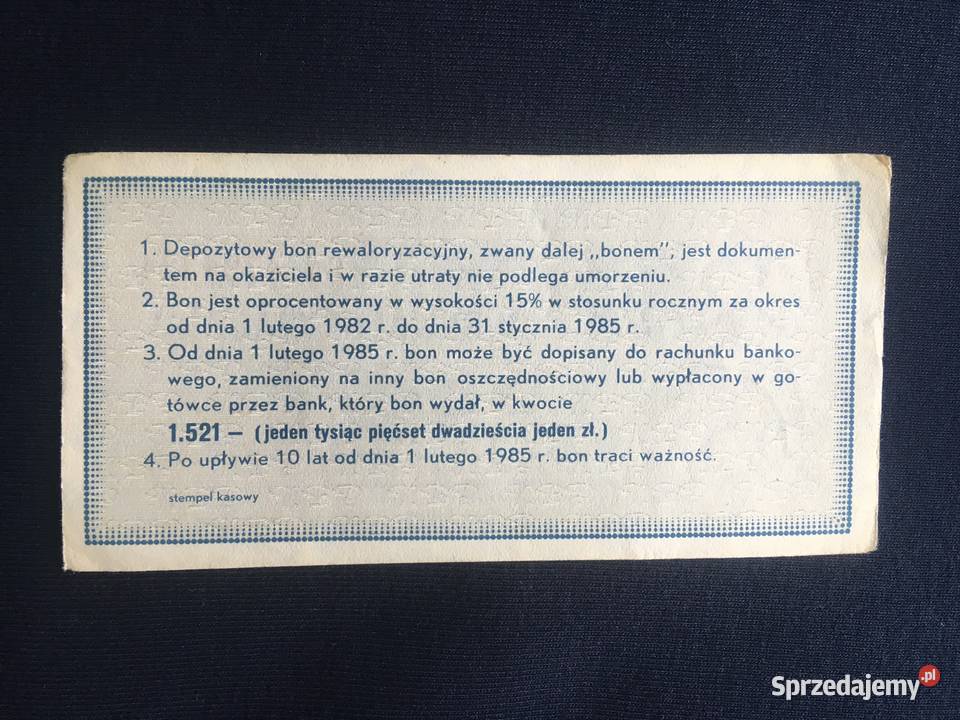 1. Depozytowy bon rewaloryzacyjny, zwany dalej „bonem”, jest dokumen-
tem na okaziciela i w razie utraty nie podlega umorzeniu.
2. Bon jest oprocentowany w wysokości 15% w stosunku rocznym za okres
od dnia 1 lutego 1982 r. do dnia 31 stycznia 1985 r.
3. Od dnia 1 lutego 1985 r. bon może być dopisany do rachunku banko-
wego, zamieniony na inny bon oszczędnościowy lub wypłacony w go-
tówce przez bank, który bon wydał, w kwocie
1.521 — (jeden tysiąc pięćset dwadzieścia jeden zł.)
4. Po upływie 10 lat od dnia 1 lutego 1985 r. bon traci ważność.
stempel kasowy
Sprzedajemy.pl